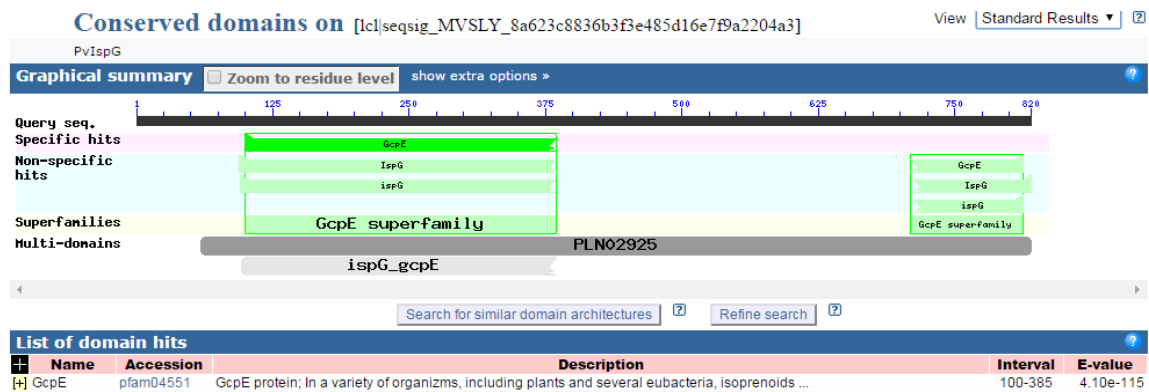 Conserved domains on [lcl|seqsig_MVSLY_8a623c8836b3f3e485d16e7f9a2204a3] View Standard Results ▼ ?
PvIspG
Graphical summary Zoom to residue level show extra options » ?
1 125 250 375 500 625 750 820
Query seq.
Specific hits GcpE
Non-specific hits IspG ispG GcpE IspG ispG
Superfamilies GcpE superfamily GcpE superfamily
Multi-domains PLN02925
ispG_gcpE
Search for similar domain architectures ? Refine search ?
List of domain hits ?
+ Name Accession Description Interval E-value
[+] GcpE pfam04551 GcpE protein; In a variety of organizms, including plants and several eubacteria, isoprenoids ... 100-385 4.10e-115